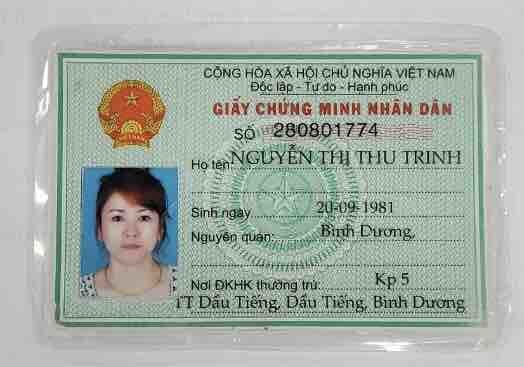 CỘNG HÒA XÃ HỘI CHỦ NGHĨA VIỆT NAM
Độc lập - Tự do - Hạnh phúc
GIẤY CHỨNG MINH NHÂN DÂN
SỐ 280801774
Họ tên: NGUYỄN THỊ THU TRINH
Sinh ngày 20-09-1981
Nguyên quán: Bình Dương,
Nơi ĐKHK thường trú: Kp 5
TT Dầu Tiếng, Dầu Tiếng, Bình Dương